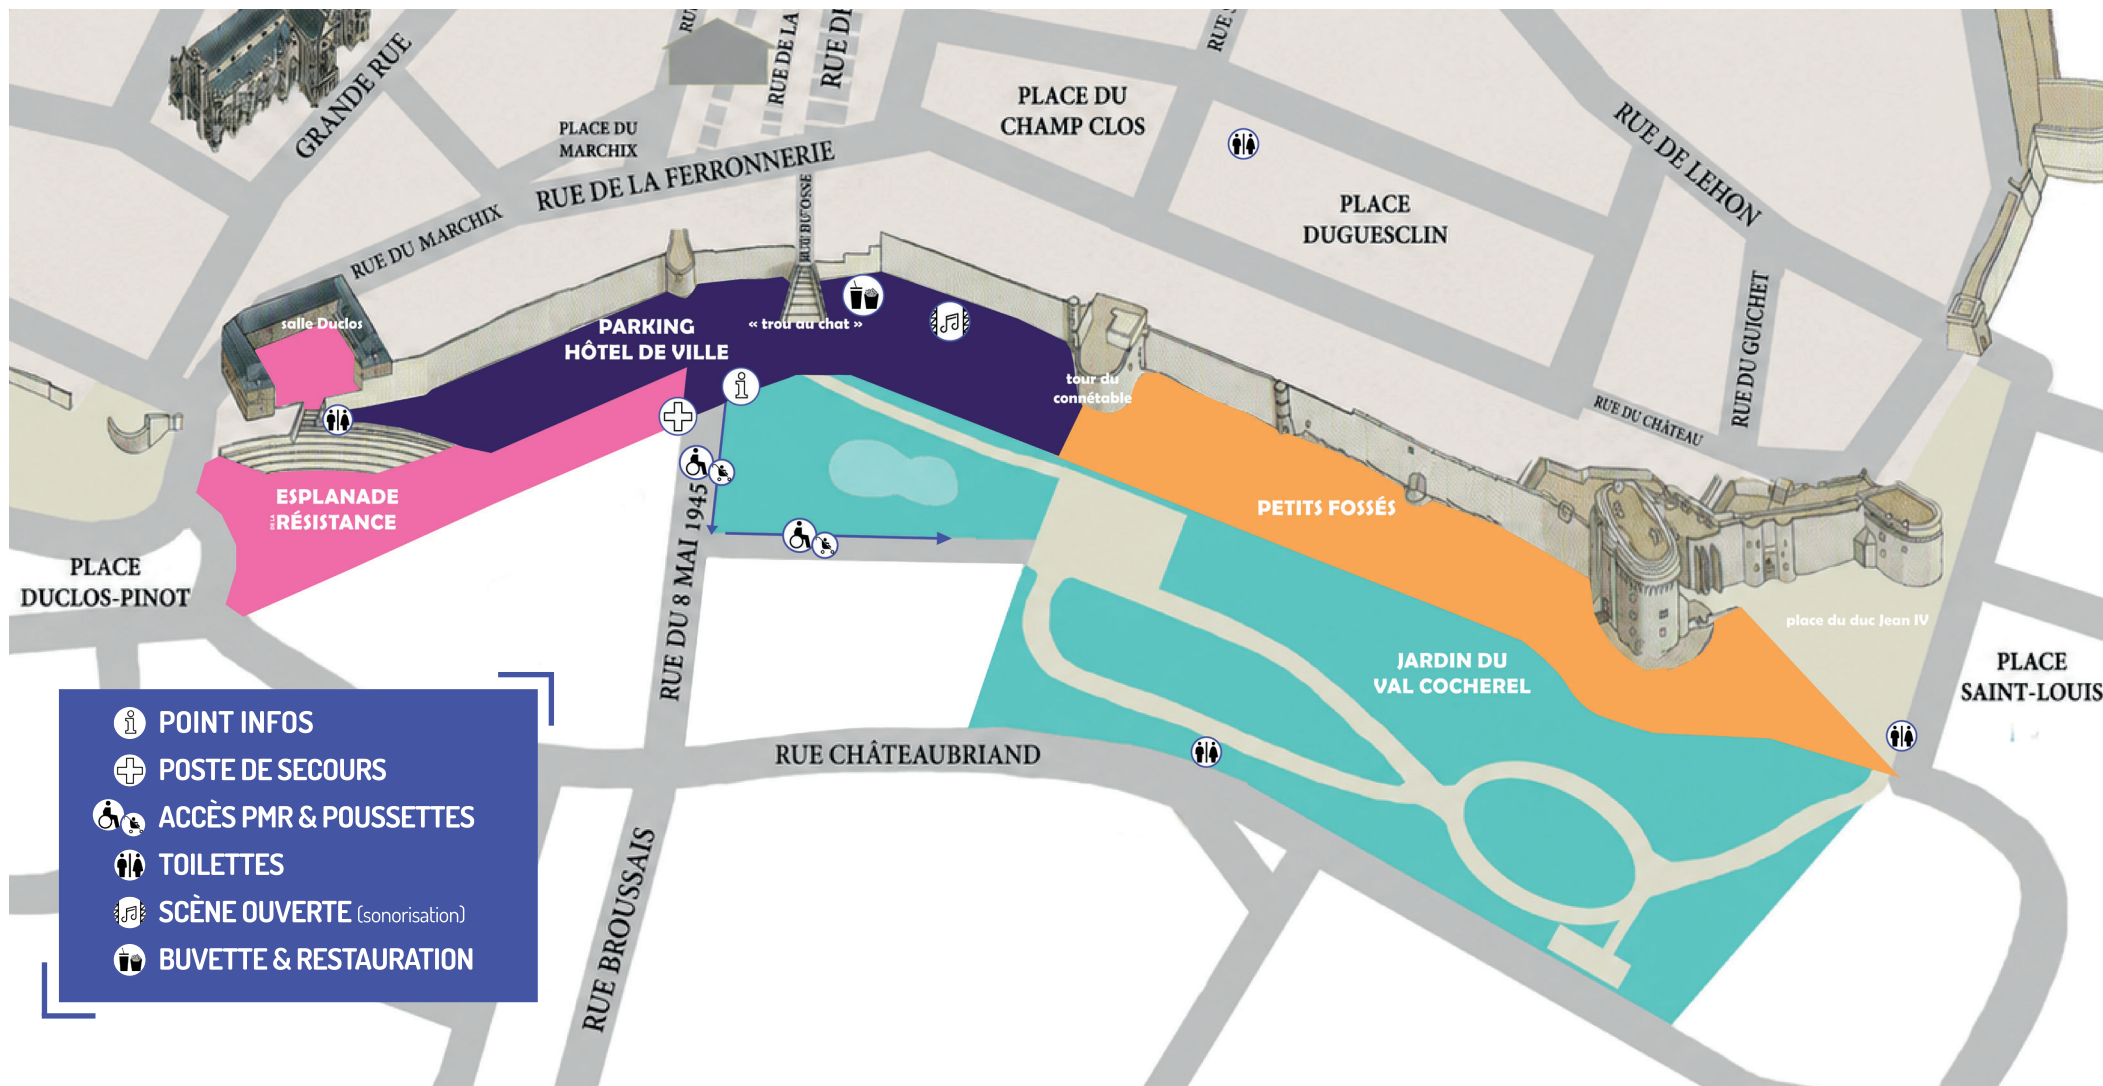 GRANDE RUE
RUE DE LA
PLACE DU
MARCHIX
RUE DE LA FERRONNERIE
RUE DU MARCHIX
PLACE DU
CHAMP CLOS
PLACE
DUGUESCLIN
RUE DE LEHON
RUE DU GUICHET
RUE DU CHÂTEAU
salle Duclos
PARKING
HÔTEL DE VILLE
« trou au chat »
tour du
connétable
ESPLANADE
DE LA RÉSISTANCE
PETITS FOSSÉS
PLACE
DUCLOS-PINOT
RUE DU 8 MAI 1945
JARDIN DU
VAL COCHEREL
place du duc Jean IV
PLACE
SAINT-LOUIS
RUE CHÂTEAUBRIAND
RUE BROUSSAIS
POINT INFOS
POSTE DE SECOURS
ACCÈS PMR & POUSSETTES
TOILETTES
SCÈNE OUVERTE (sonorisation)
BUVETTE & RESTAURATION